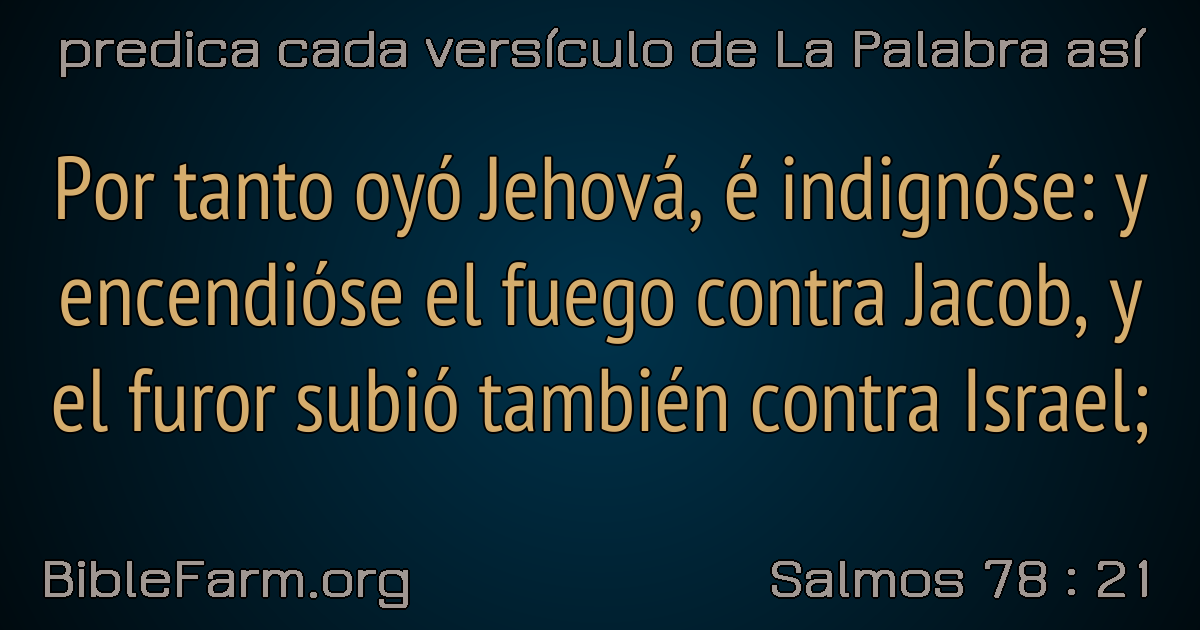 predica cada versículo de La Palabra así
Por tanto oyó Jehová, é indignóse: y
encendióse el fuego contra Jacob, y
el furor subió también contra Israel;
BibleFarm.org
Salmos 78 : 21